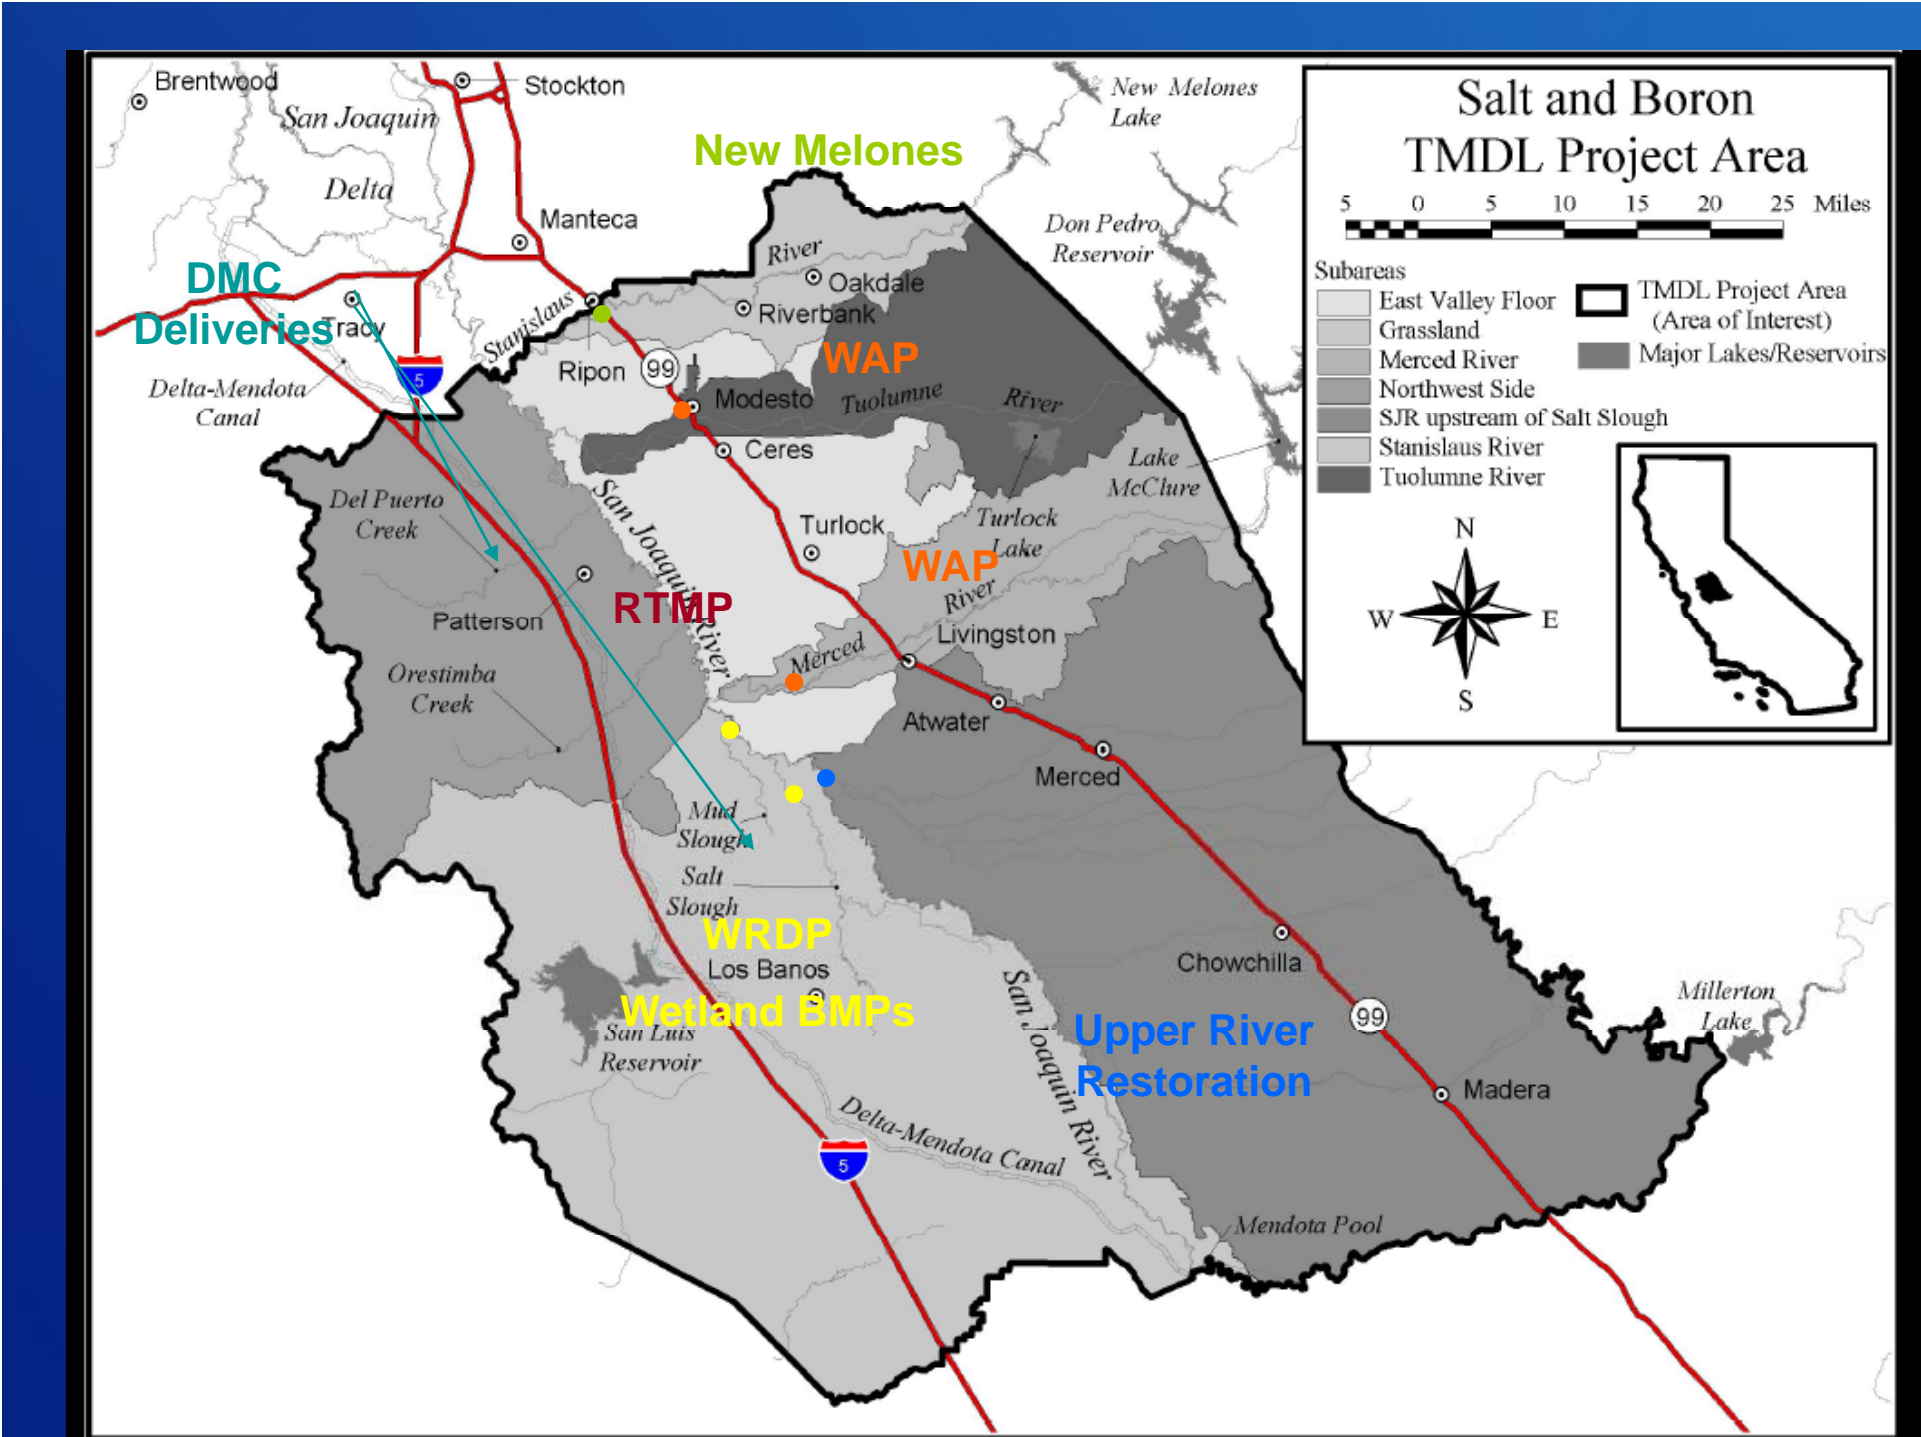 Brentwood
Stockton
San Joaquin
Delta
Manteca
New Melones
Lake
New Melones
Don Pedro
Reservoir
River
Oakdale
Riverbank
Stanislaus
DMC
Deliveries
Tracy
5
Delta-Mendota
Canal
Ripon
99
WAP
Modesto
Tuolumne
River
Ceres
Lake
McClure
Del Puerto
Creek
San Joaquin River
Turlock
Turlock
Lake
WAP
River
RTMP
Patterson
Livingston
Merced
Orestimba
Creek
Atwater
Merced
Mud
Slough
Salt
Slough
WRDP
Los Banos
Wetland BMPs
San Luis
Reservoir
San Joaquin River
Upper River
Restoration
Chowchilla
99
Millerton
Lake
Madera
Delta-Mendota Canal
5
Mendota Pool
Salt and Boron
TMDL Project Area
5 0 5 10 15 20 25 Miles
Subareas
East Valley Floor
Grassland
Merced River
Northwest Side
SJR upstream of Salt Slough
Stanislaus River
Tuolumne River
TMDL Project Area
(Area of Interest)
Major Lakes/Reservoirs
N
W E
S